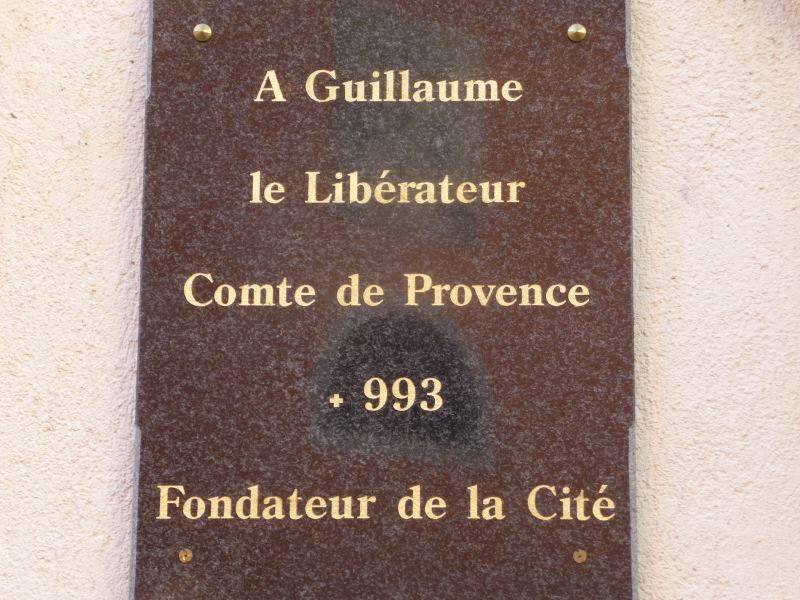 A Guillaume
le Libérateur
Comte de Provence
+ 993
Fondateur de la Cité